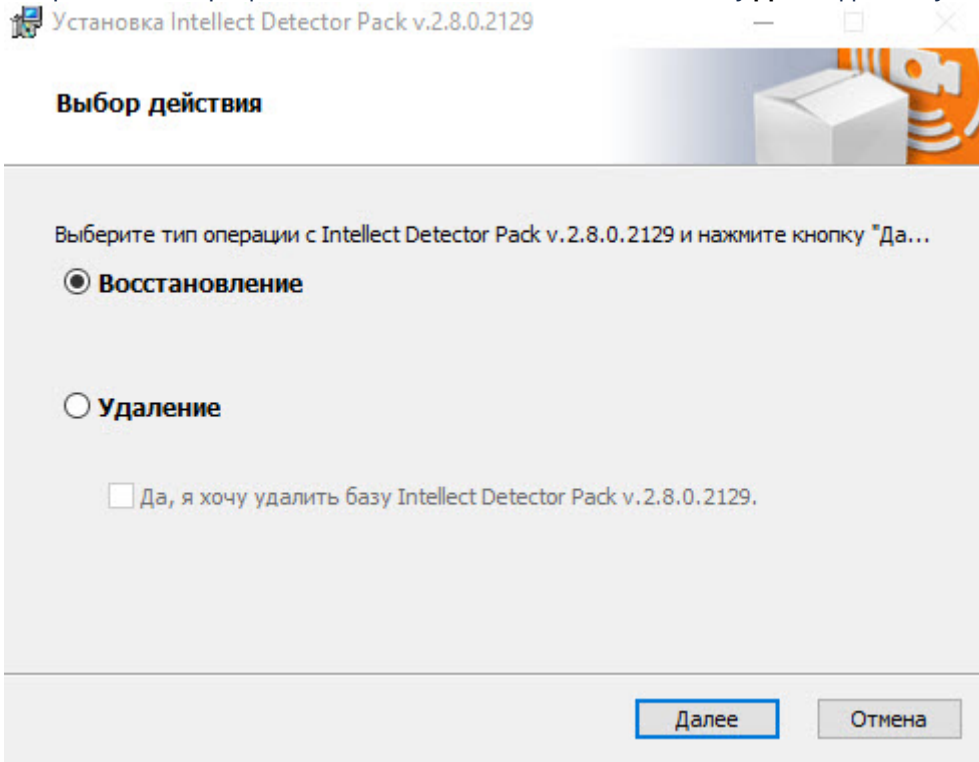 Установка Intellect Detector Pack v.2.8.0.2129
Выбор действия
Выберите тип операции с Intellect Detector Pack v.2.8.0.2129 и нажмите кнопку "Да...
Восстановление
Удаление
Да, я хочу удалить базу Intellect Detector Pack v.2.8.0.2129.
Далее
Отмена